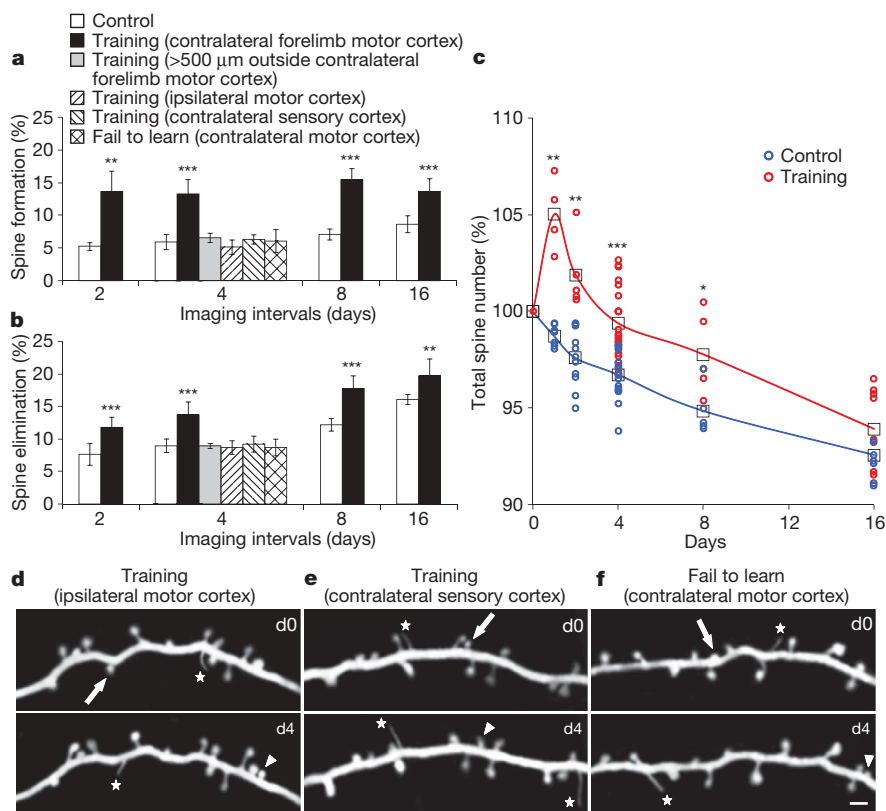 Control
a
Training (contralateral forelimb motor cortex)
Training (>500 μm outside contralateral
forelimb motor cortex)
Training (ipsilateral motor cortex)
Training (contralateral sensory cortex)
Fail to learn (contralateral motor cortex)
Spine formation (%)
25
20
15
10
5
0
** *** *** ***
2 4 8 16
Imaging intervals (days)
b
Spine elimination (%)
25
20
15
10
5
0
*** *** *** **
2 4 8 16
Imaging intervals (days)
c
Total spine number (%)
110
105
100
95
90
** ** *** *
Control
Training
0 4 8 12 16
Days
d Training
(ipsilateral motor cortex)
d0
d4
e Training
(contralateral sensory cortex)
d0
d4
f Fail to learn
(contralateral motor cortex)
d0
d4